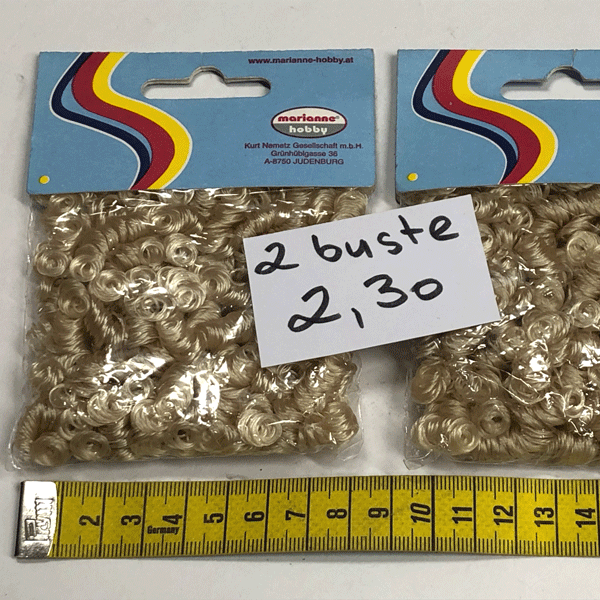 www.marianne-hobby.at
marianne®
hobby
Kurt Nemetz Gesellschaft m.b.H.
Grünhüblgasse 36
A-8750 JUDENBURG
2 buste
2,30
2 3 4 5 6 7 8 9 10 11 12 13 14
Germany